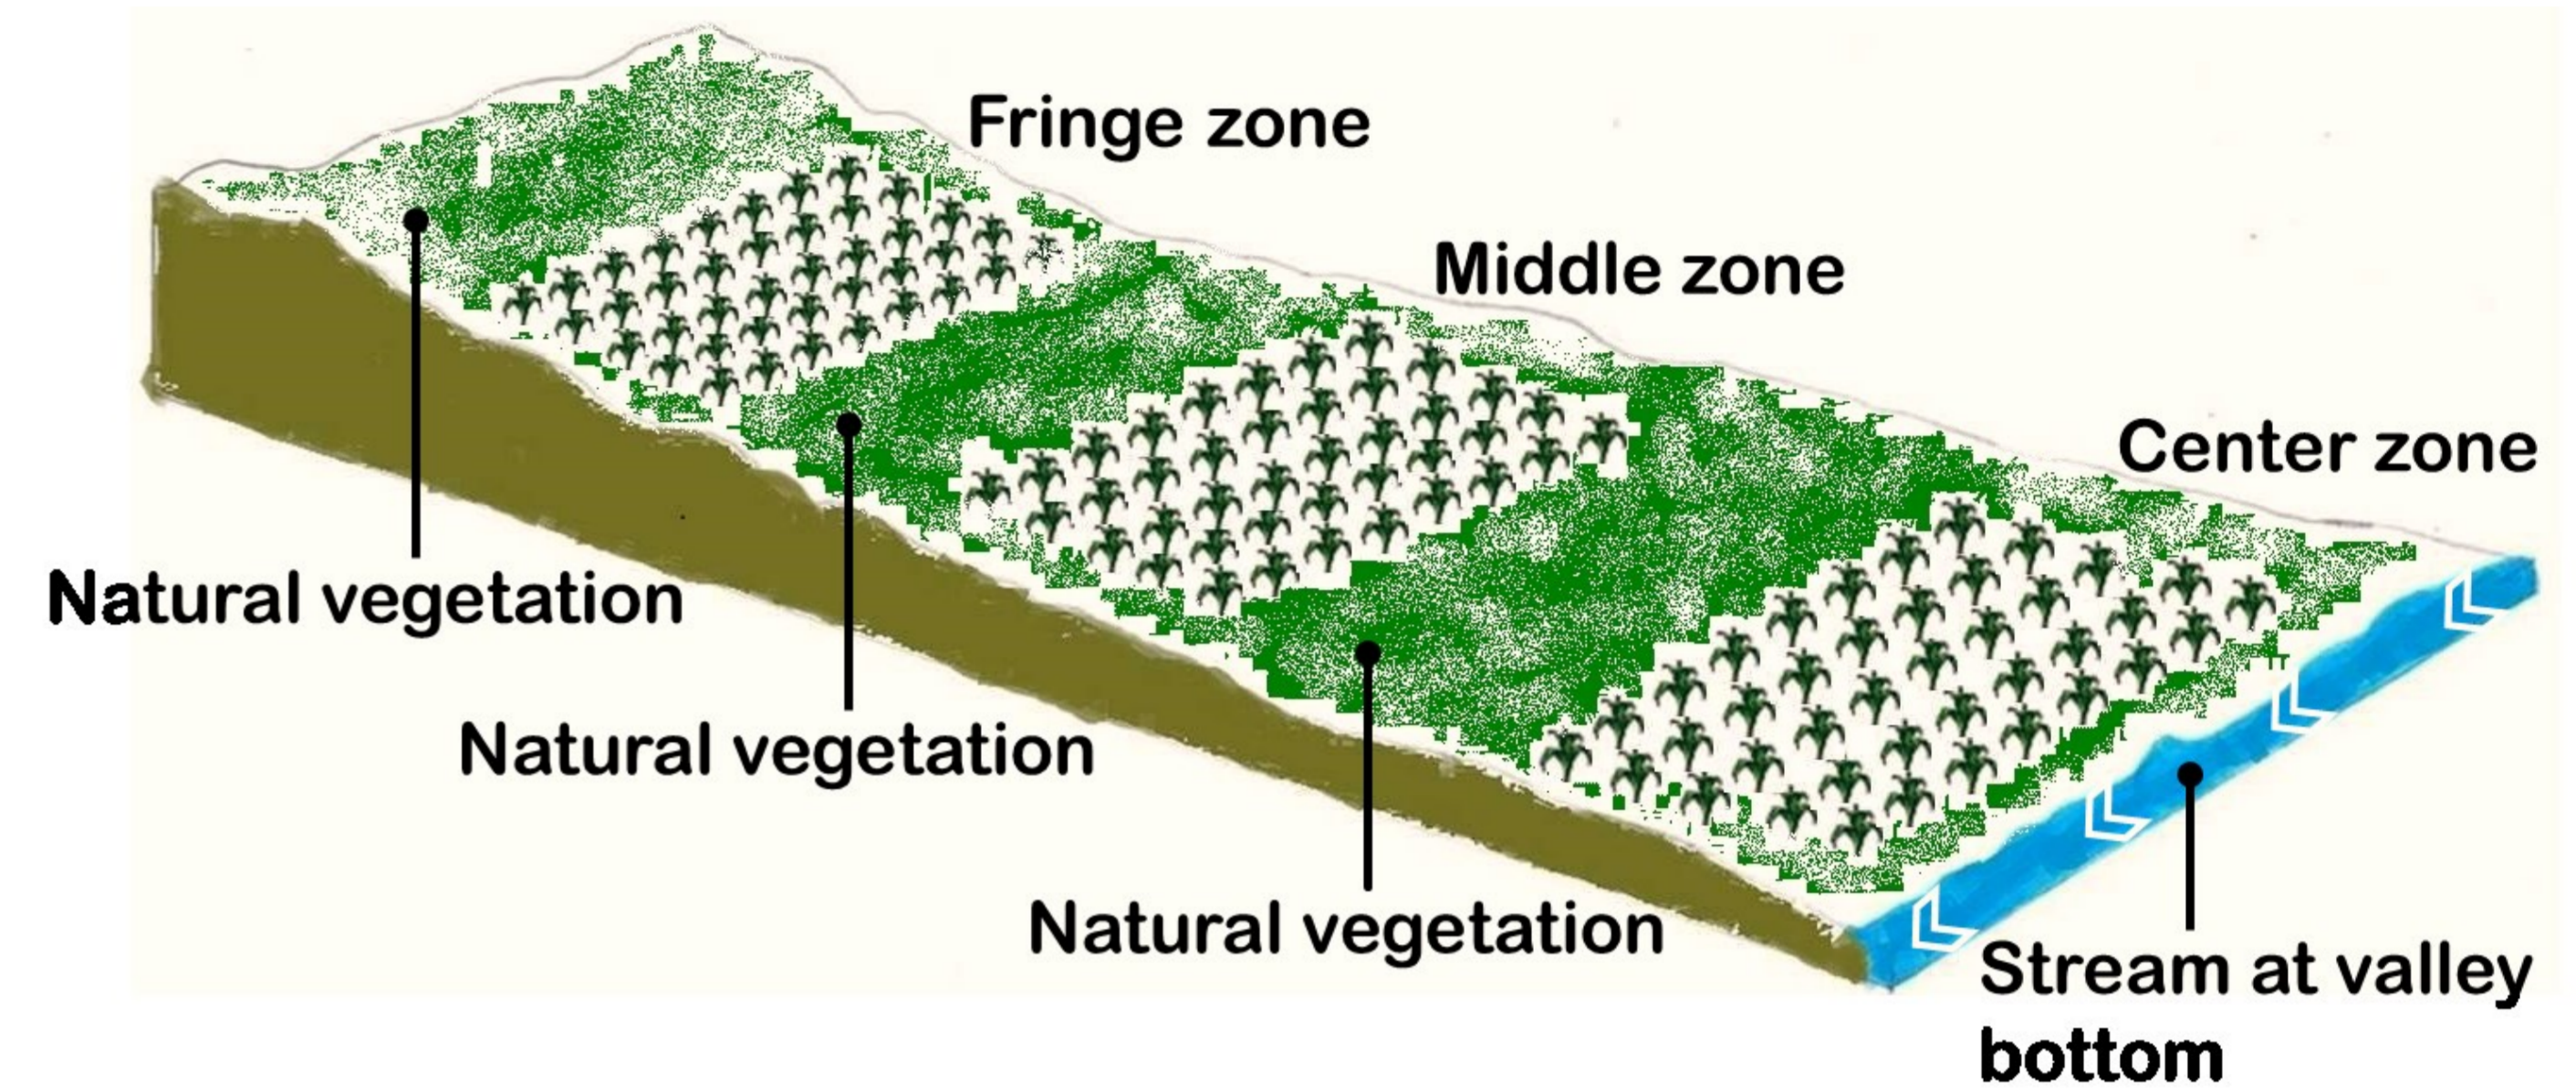 Fringe zone
Middle zone
Center zone
Natural vegetation
Natural vegetation
Natural vegetation
Stream at valley
bottom